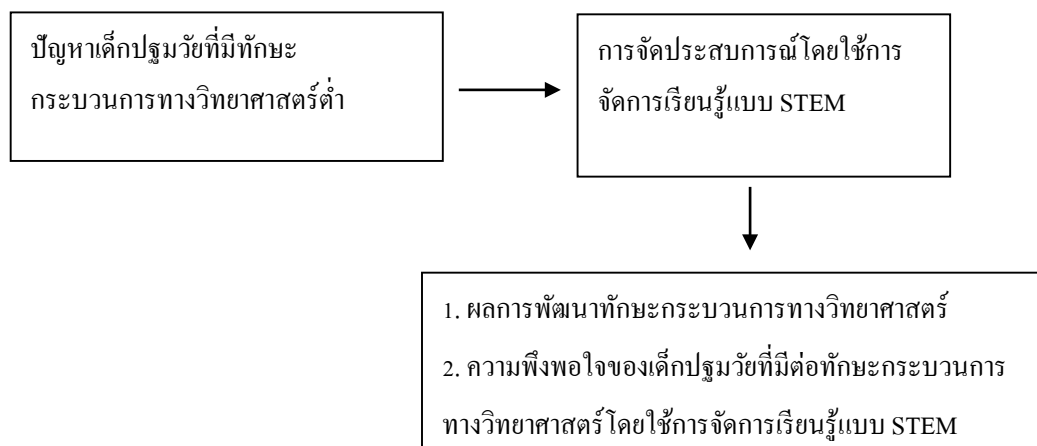 ปัญหาเด็กปฐมวัยที่มีทักษะ
กระบวนการทางวิทยาศาสตร์ต่ำ
การจัดประสบการณ์โดยใช้การ
จัดการเรียนรู้แบบ STEM
1. ผลการพัฒนาทักษะกระบวนการทางวิทยาศาสตร์
2. ความพึงพอใจของเด็กปฐมวัยที่มีต่อทักษะกระบวนการ
ทางวิทยาศาสตร์โดยใช้การจัดการเรียนรู้แบบ STEM